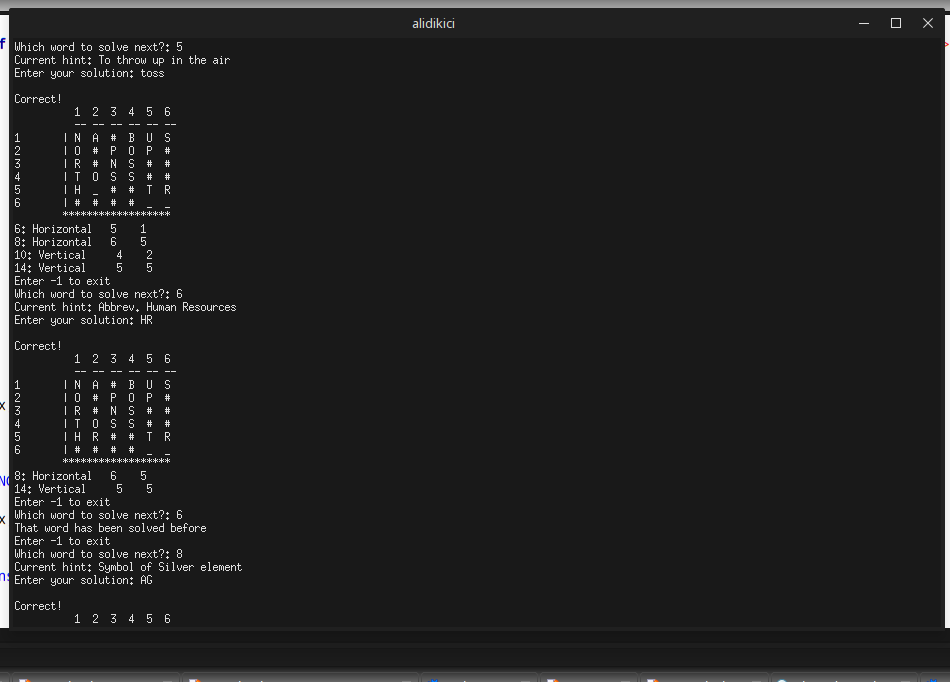 alidikici
Which word to solve next?: 5
Current hint: To throw up in the air
Enter your solution: toss
Correct!
1 2 3 4 5 6
-- -- -- -- -- --
1 | N A # B U S
2 | O # P O P #
3 | R # N S # #
4 | T O S S # #
5 | H _ # # T R
6 | # # # # _ _
******************
6: Horizontal 5 1
8: Horizontal 6 5
10: Vertical 4 2
14: Vertical 5 5
Enter -1 to exit
Which word to solve next?: 6
Current hint: Abbrev. Human Resources
Enter your solution: HR
Correct!
1 2 3 4 5 6
-- -- -- -- -- --
1 | N A # B U S
2 | O # P O P #
3 | R # N S # #
4 | T O S S # #
5 | H R # # T R
6 | # # # # _ _
******************
8: Horizontal 6 5
14: Vertical 5 5
Enter -1 to exit
Which word to solve next?: 6
That word has been solved before
Enter -1 to exit
Which word to solve next?: 8
Current hint: Symbol of Silver element
Enter your solution: AG
Correct!
1 2 3 4 5 6